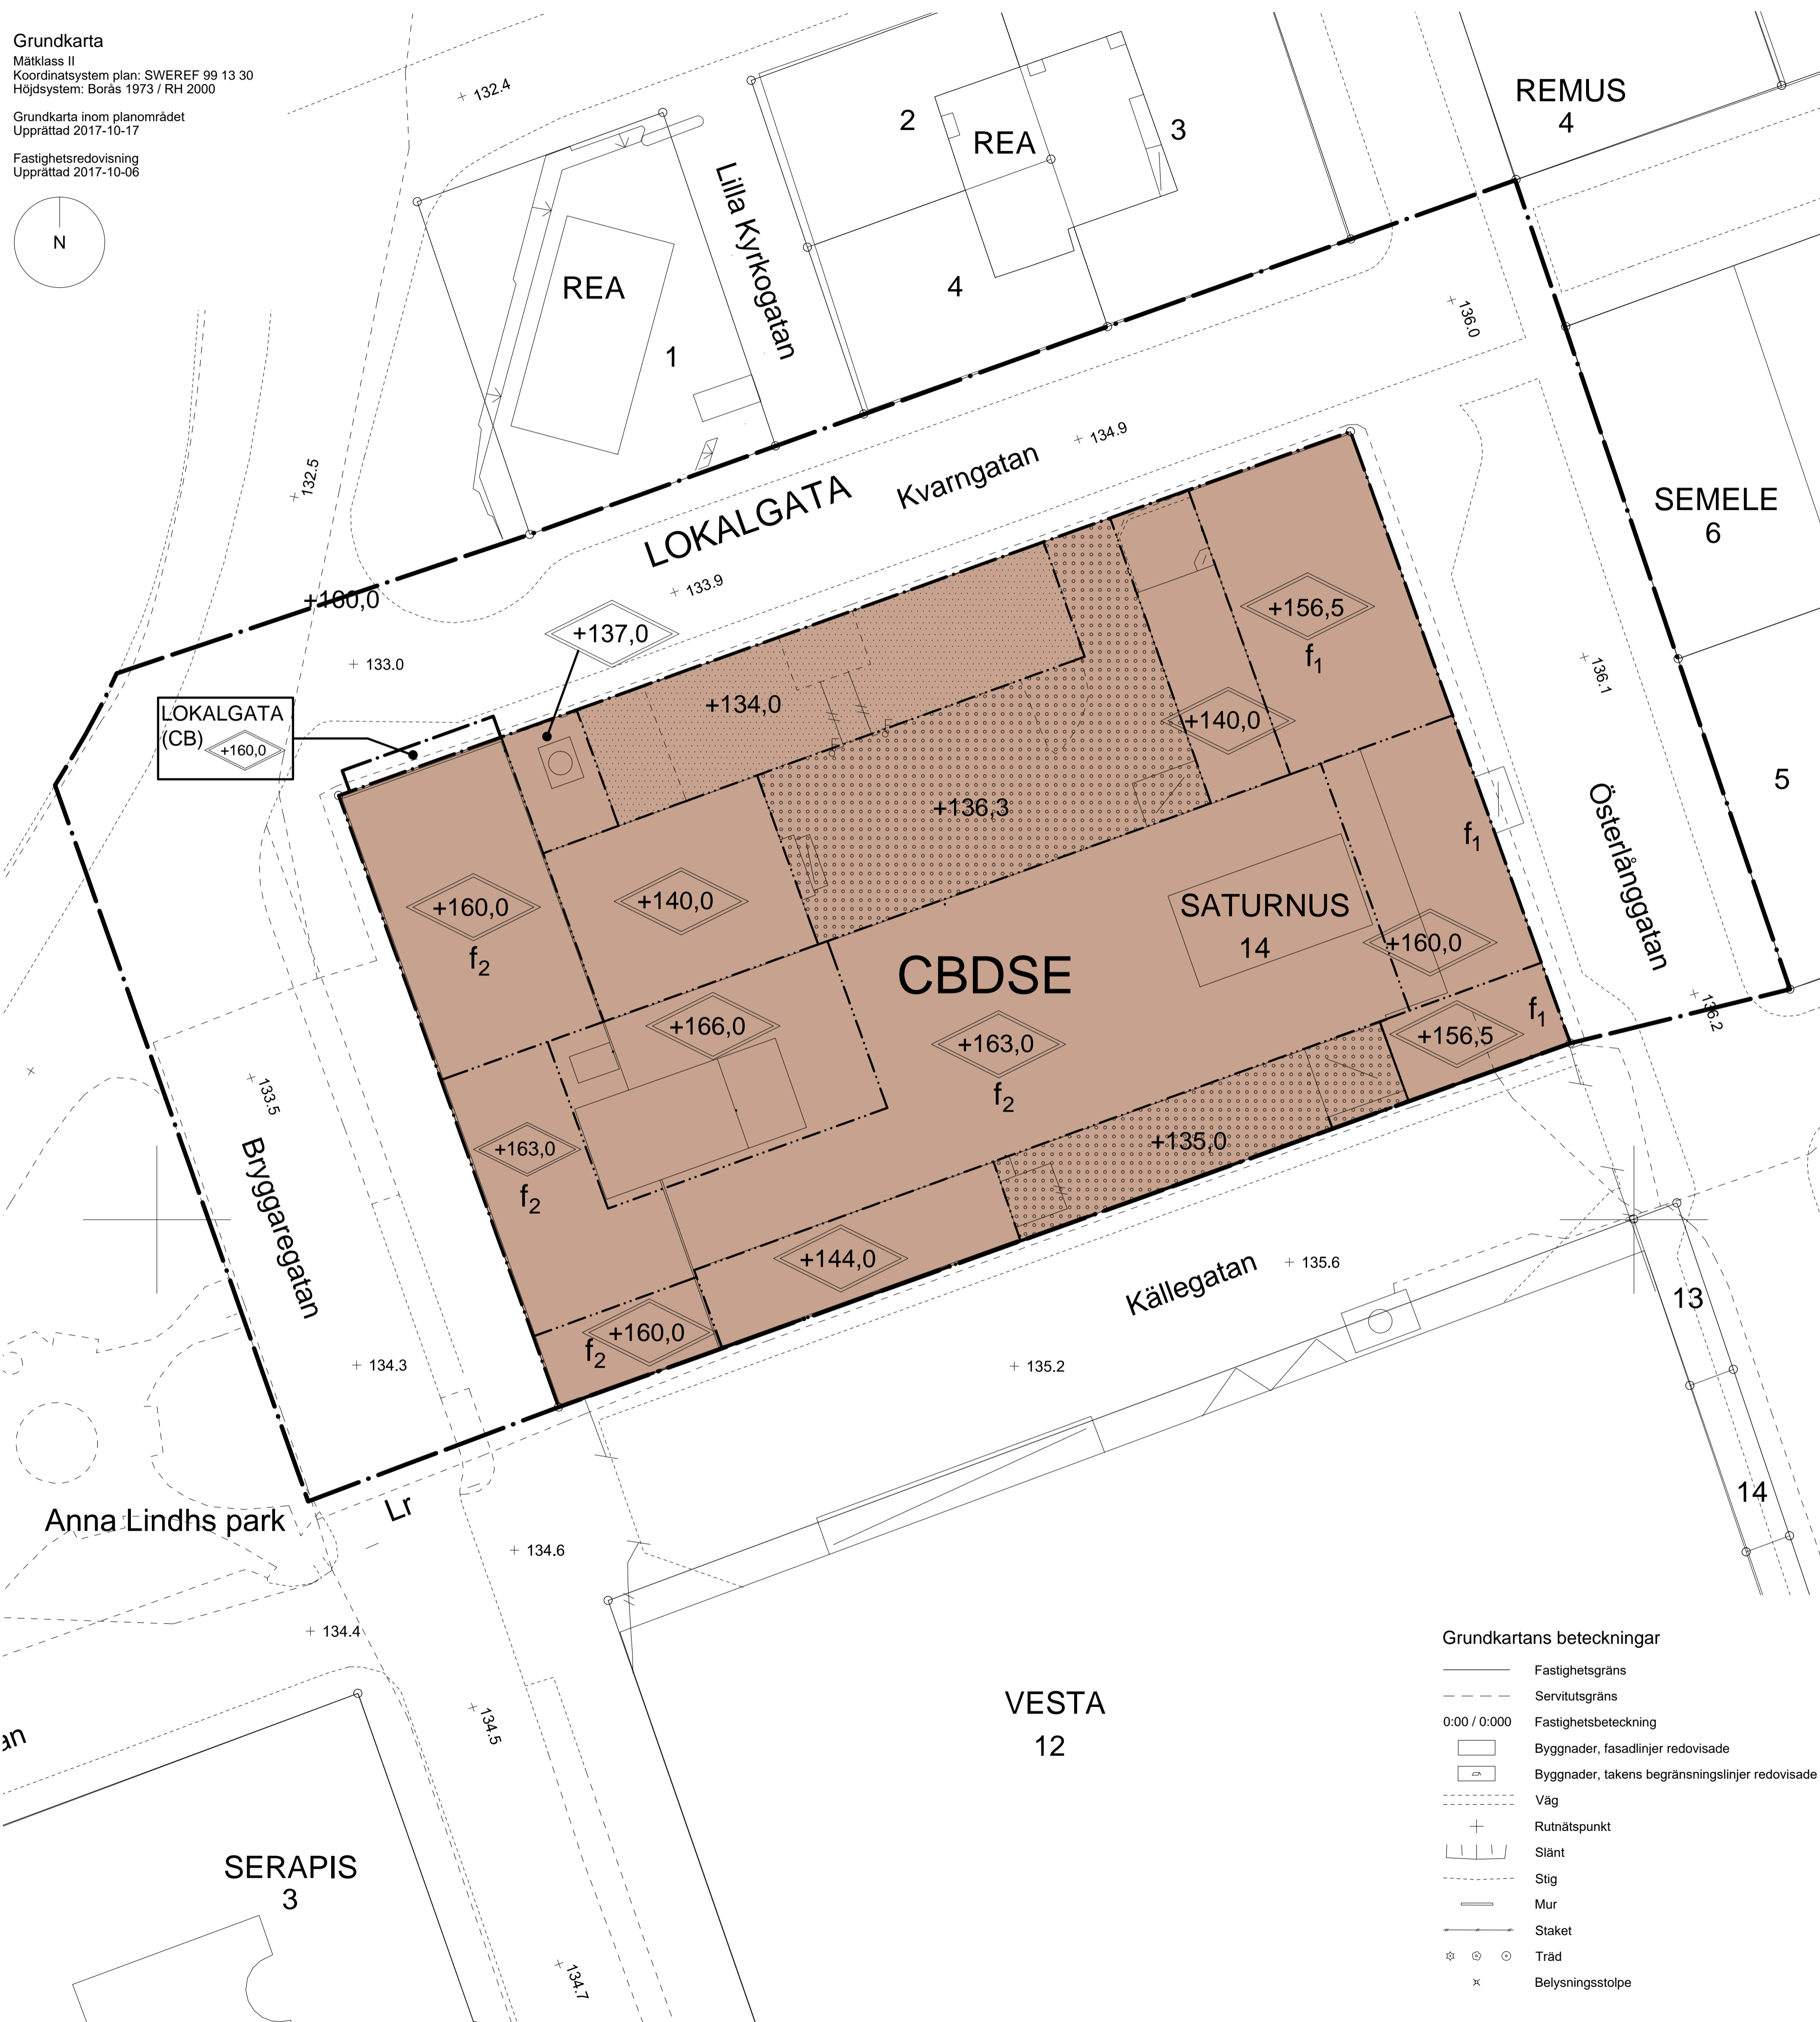 Grundkarta
Mätklass II
Koordinatsystem plan: SWEREF 99 13 30
Höjdsystem: Borås 1973 / RH 2000
Grundkarta inom planområdet
Upprättad 2017-10-17
Fastighetsredovisning
Upprättad 2017-10-06
N
132.4
2
REA
3
REMUS
4
Lilla Kyrkogatan
REA
4
1
136.0
132.5
134.9
Kvarngatan
LOKALGATA
SEMELE
6
133.9
+100,0
+137,0
+156,5
f1
133.0
136.1
LOKALGATA
(CB)
+160,0
+134,0
+140,0
5
+136,3
f1
Österlånggatan
+160,0
f2
+140,0
SATURNUS
14
+160,0
CBDSE
+166,0
+163,0
f2
+156,5
f1
136.2
133.5
+163,0
f2
+135,0
Bryggaregatan
+144,0
Källegatan
135.6
13
+160,0
f2
134.3
135.2
14
Anna Lindhs park
Lr
134.6
134.4
134.5
VESTA
12
an
SERAPIS
3
134.7
Grundkartans beteckningar
Fastighetsgräns
Servitutsgräns
0:00 / 0:000 Fastighetsbeteckning
Byggnader, fasadlinjer redovisade
Byggnader, takens begränsningslinjer redovisade
Väg
Rutnätspunkt
Slänt
Stig
Mur
Staket
Träd
Belysningsstolpe